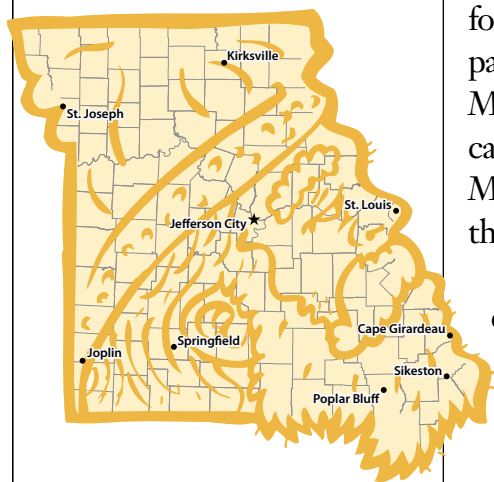 Kirksville
St. Joseph
St. Louis
Jefferson City
Cape Girardeau
Springfield
Joplin
Sikeston
Poplar Bluff
fo
pa
M
ca
M
th